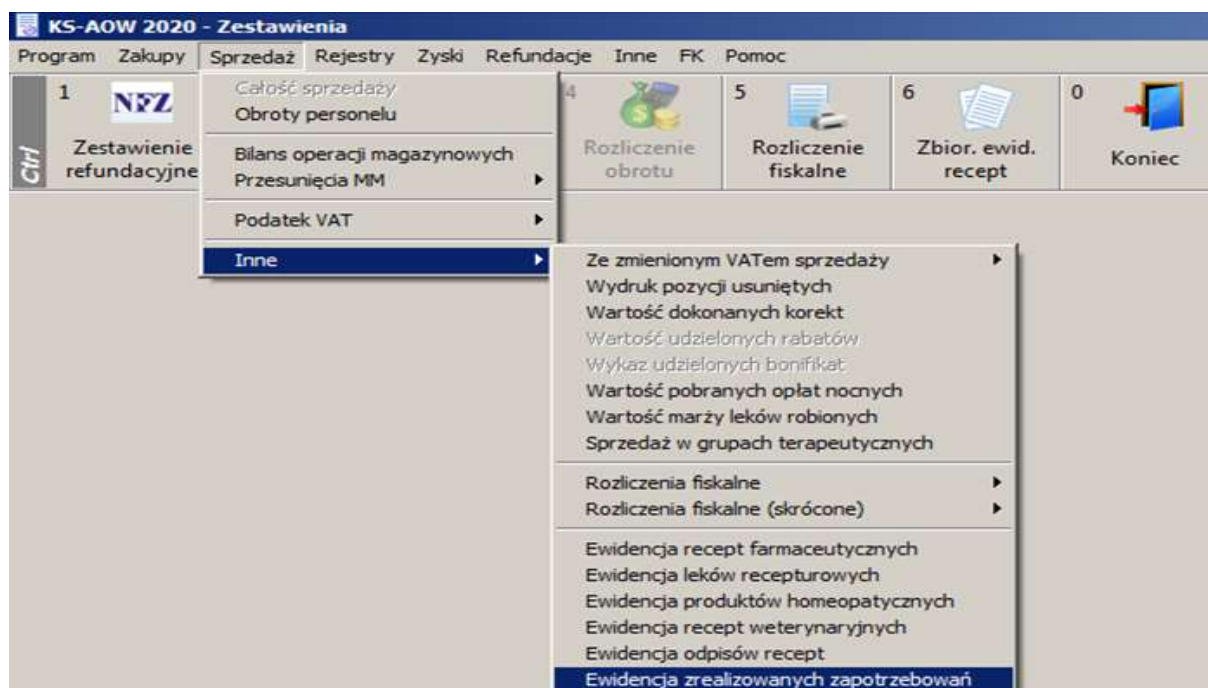 KS-AOW 2020 - Zestawienia
Program Zakupy Sprzedaż Rejestry Zyski Refundacje Inne FK Pomoc
Ctrl
1 NFZ
Zestawienie
refundacyjne
4
Rozliczenie
obrotu
5
Rozliczenie
fiskalne
6
Zbior. ewid.
recept
0
Koniec
Całość sprzedaży
Obroty personelu
Bilans operacji magazynowych
Przesunięcia MM
Podatek VAT
Inne
Ze zmienionym VATem sprzedaży
Wydruk pozycji usuniętych
Wartość dokonanych korekt
Wartość udzielonych rabatów
Wykaz udzielonych bonifikat
Wartość pobranych opłat nocnych
Wartość marży leków robionych
Sprzedaż w grupach terapeutycznych
Rozliczenia fiskalne
Rozliczenia fiskalne (skrócone)
Ewidencja recept farmaceutycznych
Ewidencja leków recepturowych
Ewidencja produktów homeopatycznych
Ewidencja recept weterynaryjnych
Ewidencja odpisów recept
Ewidencja zrealizowanych zapotrzebowań